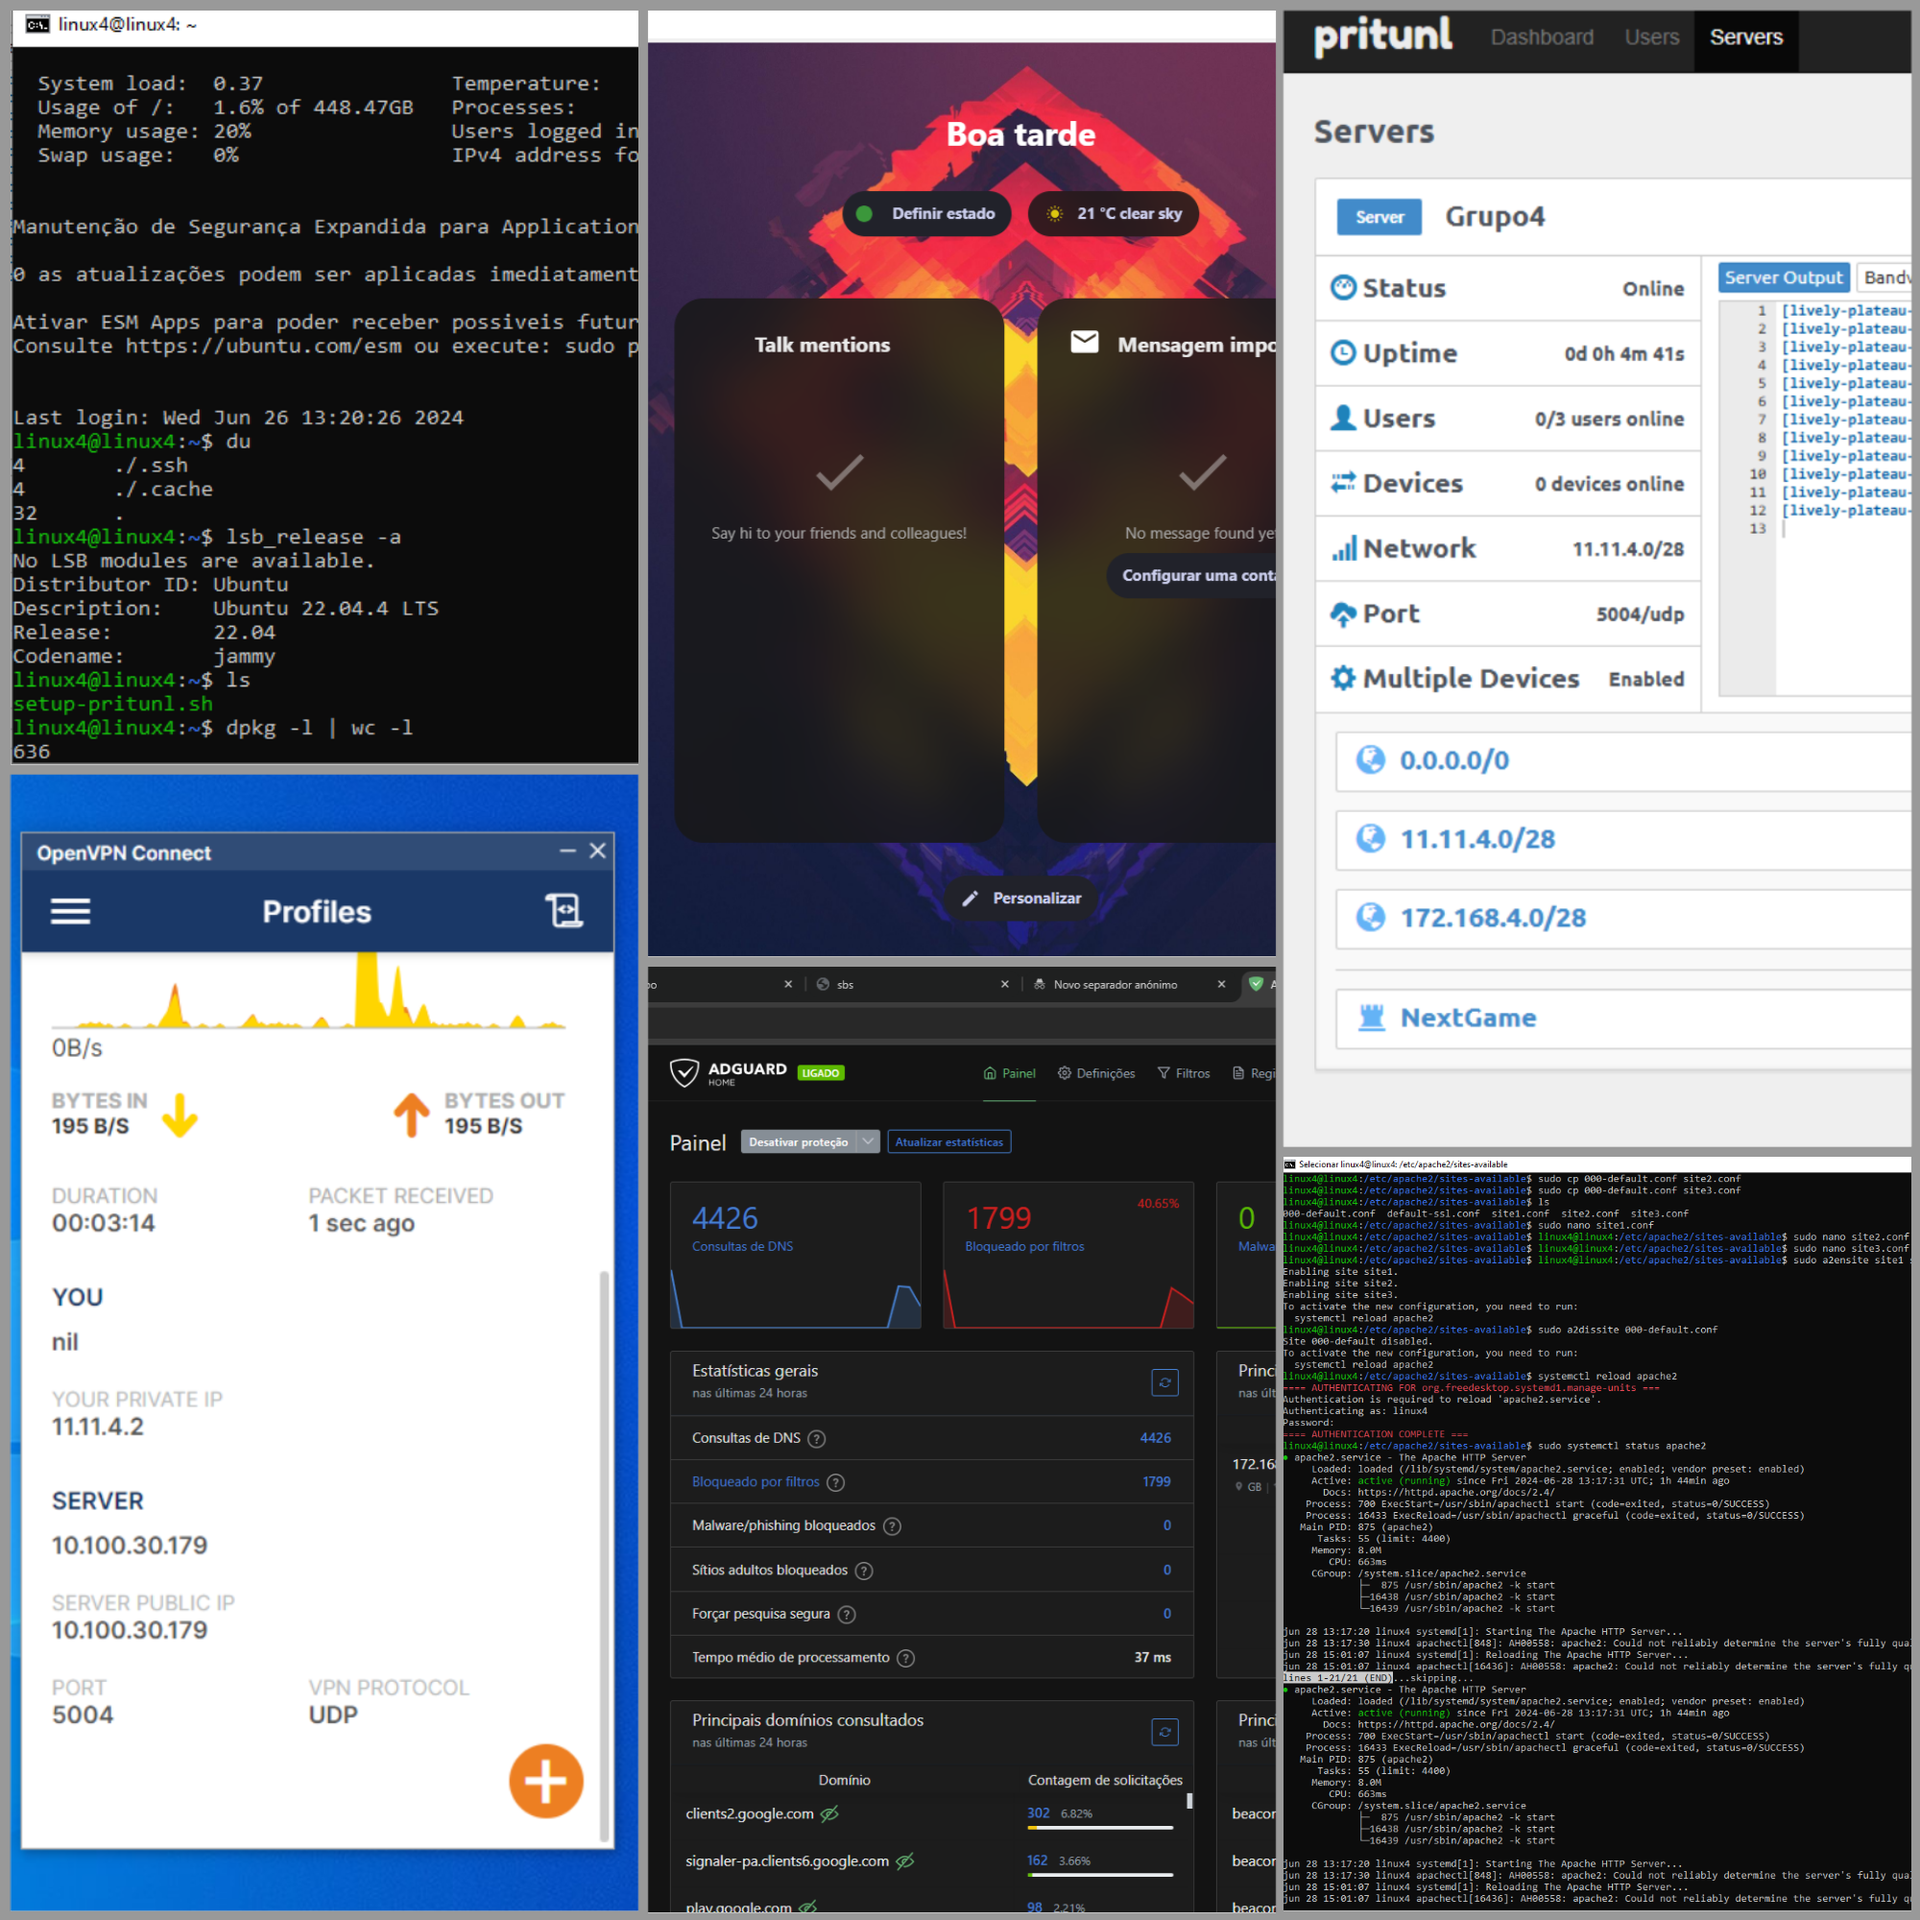 linux4@linux4: ~
System load: 0.37 Temperature:
Usage of /: 1.6% of 448.47GB Processes:
Memory usage: 20% Users logged in
Swap usage: 0% IPv4 address fo
Manutenção de Segurança Expandida para Application
0 as atualizações podem ser aplicadas imediatament
Ativar ESM Apps para poder receber possiveis futur
Consulte https://ubuntu.com/esm ou execute: sudo p
Last login: Wed Jun 26 13:20:26 2024
linux4@linux4:~$ du
4 ./.ssh
4 ./.cache
32 .
linux4@linux4:~$ lsb_release -a
No LSB modules are available.
Distributor ID: Ubuntu
Description: Ubuntu 22.04.4 LTS
Release: 22.04
Codename: jammy
linux4@linux4:~$ ls
setup-pritunl.sh
linux4@linux4:~$ dpkg -l | wc -l
636
OpenVPN Connect
Profiles
0B/s
BYTES IN
195 B/S
BYTES OUT
195 B/S
DURATION
00:03:14
PACKET RECEIVED
1 sec ago
YOU
nil
YOUR PRIVATE IP
11.11.4.2
SERVER
10.100.30.179
SERVER PUBLIC IP
10.100.30.179
PORT
5004
VPN PROTOCOL
UDP
Boa tarde
Definir estado
21 °C clear sky
Talk mentions
Say hi to your friends and colleagues!
Mensagem impo
No message found ye
Configurar uma conta
Personalizar
sbs
Novo separador anónimo
ADGUARD
HOME
LIGADO
Painel
Definições
Filtros
Regi
Painel
Desativar proteção
Atualizar estatísticas
4426
Consultas de DNS
1799
40.65%
Bloqueado por filtros
0
Malwa
Estatísticas gerais
nas últimas 24 horas
Consultas de DNS 4426
Bloqueado por filtros 1799
Malware/phishing bloqueados 0
Sítios adultos bloqueados 0
Forçar pesquisa segura 0
Tempo médio de processamento 37 ms
Princ
nas últ
172.16
GB
Principais domínios consultados
nas últimas 24 horas
Domínio Contagem de solicitações
clients2.google.com 302 6.82%
signaler-pa.clients6.google.com 162 3.66%
play.google.com 98 2.21%
Princ
nas últ
beacor
beacor
beacor
pritunl
Dashboard
Users
Servers
Servers
Server
Grupo4
Status Online
Uptime 0d 0h 4m 41s
Users 0/3 users online
Devices 0 devices online
Network 11.11.4.0/28
Port 5004/udp
Multiple Devices Enabled
Server Output
Bandw
1 [lively-plateau-
2 [lively-plateau-
3 [lively-plateau-
4 [lively-plateau-
5 [lively-plateau-
6 [lively-plateau-
7 [lively-plateau-
8 [lively-plateau-
9 [lively-plateau-
10 [lively-plateau-
11 [lively-plateau-
12 [lively-plateau-
13
0.0.0.0/0
11.11.4.0/28
172.168.4.0/28
NextGame
Selecionar linux4@linux4: /etc/apache2/sites-available
linux4@linux4:/etc/apache2/sites-available$ sudo cp 000-default.conf site2.conf
linux4@linux4:/etc/apache2/sites-available$ sudo cp 000-default.conf site3.conf
linux4@linux4:/etc/apache2/sites-available$ ls
000-default.conf default-ssl.conf site1.conf site2.conf site3.conf
linux4@linux4:/etc/apache2/sites-available$ sudo nano site1.conf
linux4@linux4:/etc/apache2/sites-available$ linux4@linux4:/etc/apache2/sites-available$ sudo nano site2.conf
linux4@linux4:/etc/apache2/sites-available$ linux4@linux4:/etc/apache2/sites-available$ sudo nano site3.conf
linux4@linux4:/etc/apache2/sites-available$ linux4@linux4:/etc/apache2/sites-available$ sudo a2ensite site1 s
Enabling site site1.
Enabling site site2.
Enabling site site3.
To activate the new configuration, you need to run:
systemctl reload apache2
linux4@linux4:/etc/apache2/sites-available$ sudo a2dissite 000-default.conf
Site 000-default disabled.
To activate the new configuration, you need to run:
systemctl reload apache2
linux4@linux4:/etc/apache2/sites-available$ systemctl reload apache2
==== AUTHENTICATING FOR org.freedesktop.systemd1.manage-units ===
Authentication is required to reload 'apache2.service'.
Authenticating as: linux4
Password:
==== AUTHENTICATION COMPLETE ===
linux4@linux4:/etc/apache2/sites-available$ sudo systemctl status apache2
● apache2.service - The Apache HTTP Server
Loaded: loaded (/lib/systemd/system/apache2.service; enabled; vendor preset: enabled)
Active: active (running) since Fri 2024-06-28 13:17:31 UTC; 1h 44min ago
Docs: https://httpd.apache.org/docs/2.4/
Process: 700 ExecStart=/usr/sbin/apachectl start (code=exited, status=0/SUCCESS)
Process: 16433 ExecReload=/usr/sbin/apachectl graceful (code=exited, status=0/SUCCESS)
Main PID: 875 (apache2)
Tasks: 55 (limit: 4400)
Memory: 8.0M
CPU: 663ms
CGroup: /system.slice/apache2.service
├─ 875 /usr/sbin/apache2 -k start
├─16438 /usr/sbin/apache2 -k start
└─16439 /usr/sbin/apache2 -k start
jun 28 13:17:20 linux4 systemd[1]: Starting The Apache HTTP Server...
jun 28 13:17:30 linux4 apachectl[848]: AH00558: apache2: Could not reliably determine the server's fully qua
jun 28 15:01:07 linux4 systemd[1]: Reloading The Apache HTTP Server...
jun 28 15:01:07 linux4 apachectl[16436]: AH00558: apache2: Could not reliably determine the server's fully q
lines 1-21/21 (END)...skipping...
● apache2.service - The Apache HTTP Server
Loaded: loaded (/lib/systemd/system/apache2.service; enabled; vendor preset: enabled)
Active: active (running) since Fri 2024-06-28 13:17:31 UTC; 1h 44min ago
Docs: https://httpd.apache.org/docs/2.4/
Process: 700 ExecStart=/usr/sbin/apachectl start (code=exited, status=0/SUCCESS)
Process: 16433 ExecReload=/usr/sbin/apachectl graceful (code=exited, status=0/SUCCESS)
Main PID: 875 (apache2)
Tasks: 55 (limit: 4400)
Memory: 8.0M
CPU: 663ms
CGroup: /system.slice/apache2.service
├─ 875 /usr/sbin/apache2 -k start
├─16438 /usr/sbin/apache2 -k start
└─16439 /usr/sbin/apache2 -k start
jun 28 13:17:20 linux4 systemd[1]: Starting The Apache HTTP Server...
jun 28 13:17:30 linux4 apachectl[848]: AH00558: apache2: Could not reliably determine the server's fully qua
jun 28 15:01:07 linux4 systemd[1]: Reloading The Apache HTTP Server...
jun 28 15:01:07 linux4 apachectl[16436]: AH00558: apache2: Could not reliably determine the server's fully q